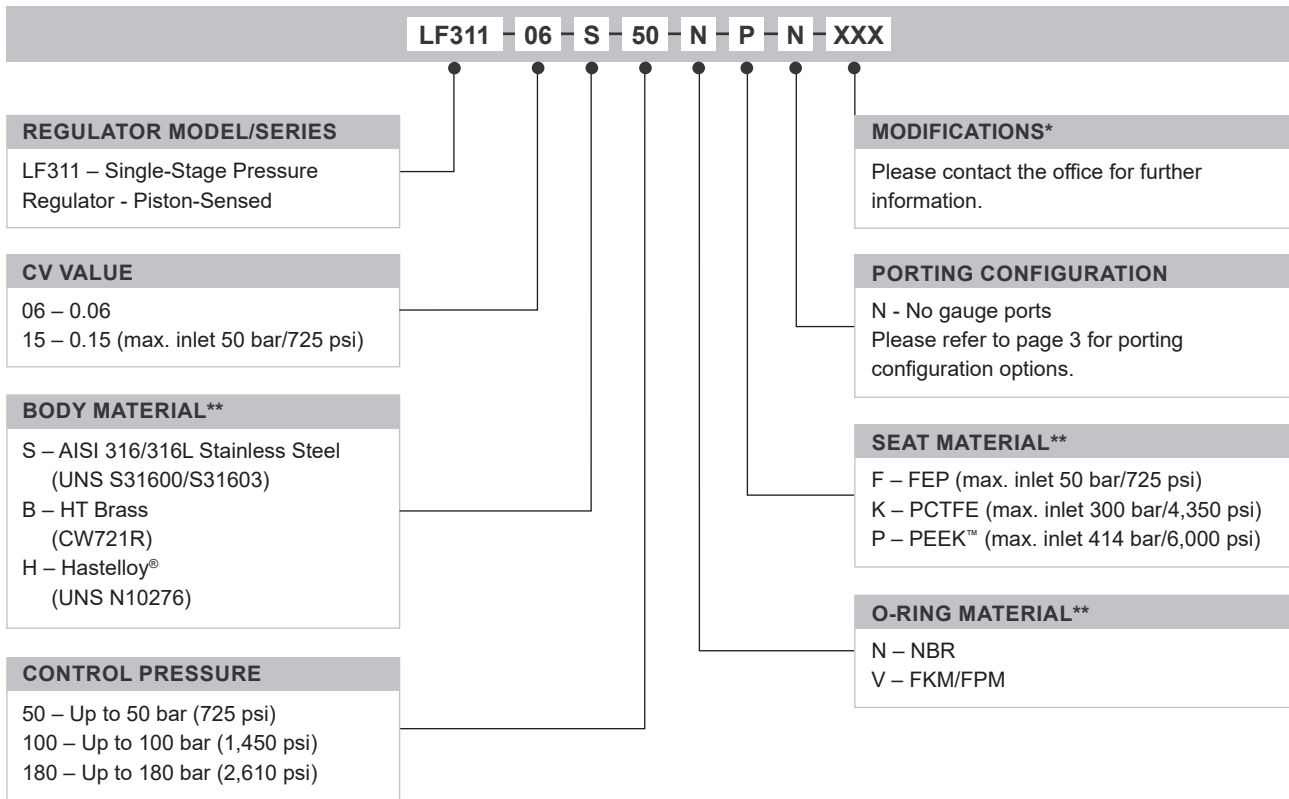 LF311 - 06 - S - 50 - N - P - N - XXX
REGULATOR MODEL/SERIES
LF311 – Single-Stage Pressure
Regulator - Piston-Sensed
CV VALUE
06 – 0.06
15 – 0.15 (max. inlet 50 bar/725 psi)
BODY MATERIAL**
S – AISI 316/316L Stainless Steel
(UNS S31600/S31603)
B – HT Brass
(CW721R)
H – Hastelloy®
(UNS N10276)
CONTROL PRESSURE
50 – Up to 50 bar (725 psi)
100 – Up to 100 bar (1,450 psi)
180 – Up to 180 bar (2,610 psi)
MODIFICATIONS*
Please contact the office for further
information.
PORTING CONFIGURATION
N - No gauge ports
Please refer to page 3 for porting
configuration options.
SEAT MATERIAL**
F – FEP (max. inlet 50 bar/725 psi)
K – PCTFE (max. inlet 300 bar/4,350 psi)
P – PEEK™ (max. inlet 414 bar/6,000 psi)
O-RING MATERIAL**
N – NBR
V – FKM/FPM